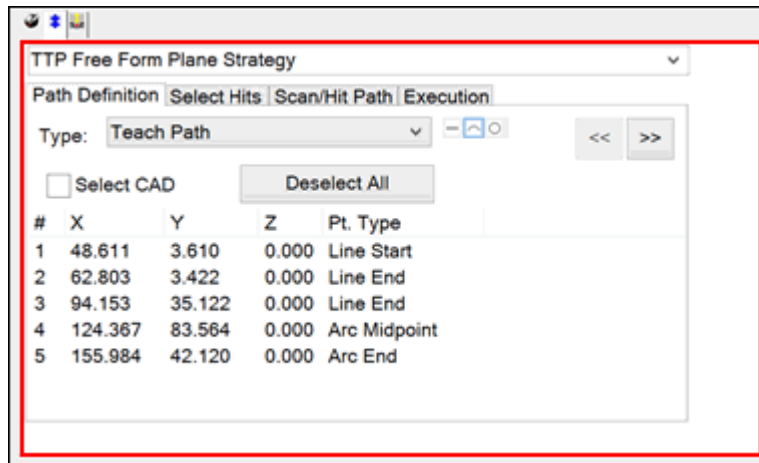 TTP Free Form Plane Strategy
Path Definition Select Hits Scan/Hit Path Execution
Type: Teach Path << >>
Select CAD Deselect All
# X Y Z Pt. Type
1 48.611 3.610 0.000 Line Start
2 62.803 3.422 0.000 Line End
3 94.153 35.122 0.000 Line End
4 124.367 83.564 0.000 Arc Midpoint
5 155.984 42.120 0.000 Arc End